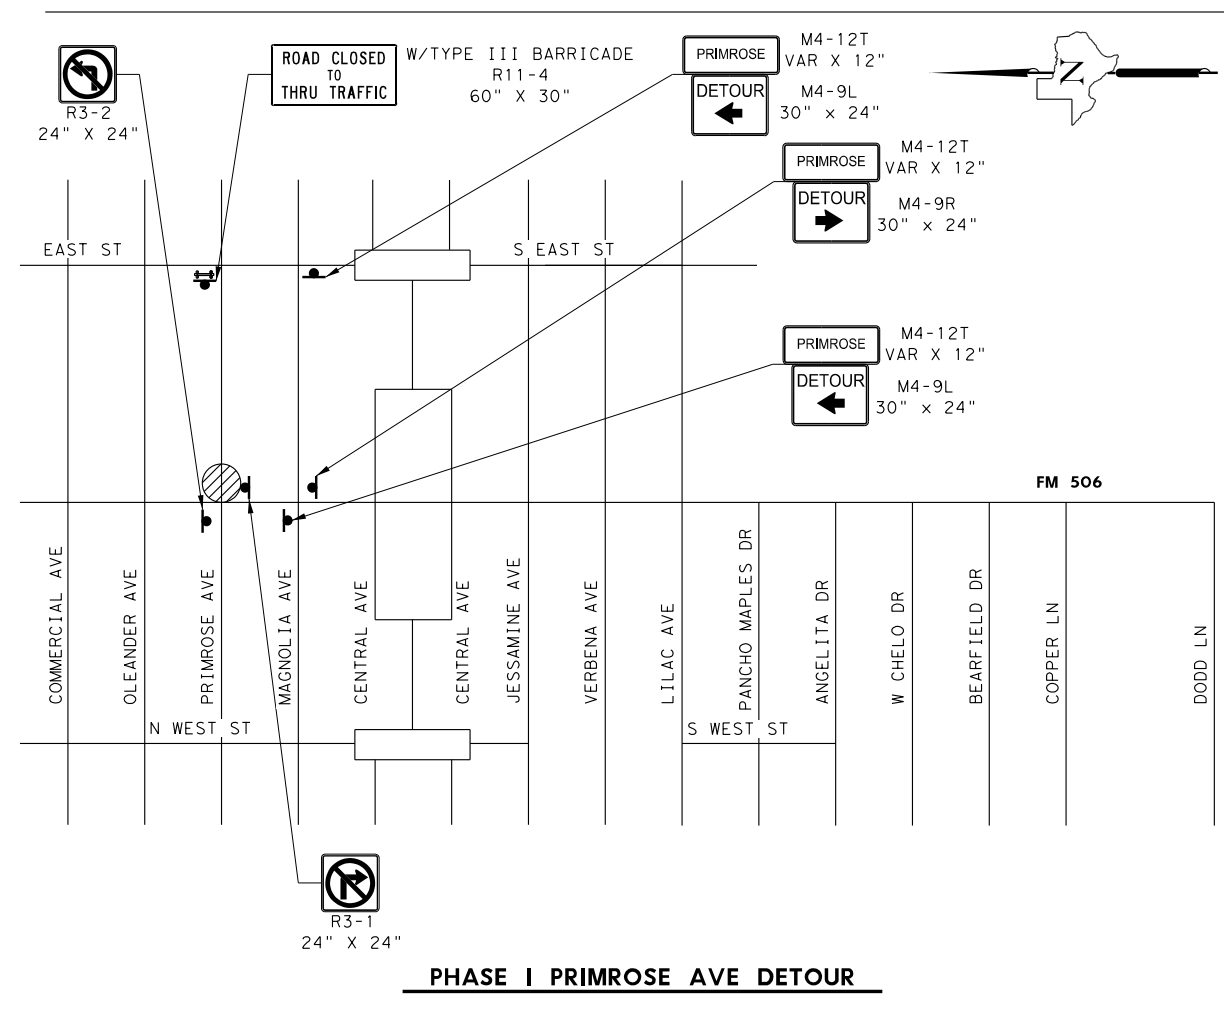 R3-2
24" X 24"
ROAD CLOSED
TO
THRU TRAFFIC
W/TYPE III BARRICADE
R11-4
60" X 30"
PRIMROSE
DETOUR
M4-12T
VAR X 12"
M4-9L
30" x 24"
N
PRIMROSE
DETOUR
M4-12T
VAR X 12"
M4-9R
30" x 24"
EAST ST
S EAST ST
PRIMROSE
DETOUR
M4-12T
VAR X 12"
M4-9L
30" x 24"
FM 506
COMMERCIAL AVE
OLEANDER AVE
PRIMROSE AVE
MAGNOLIA AVE
CENTRAL AVE
CENTRAL AVE
JESSAMINE AVE
VERBENA AVE
LILAC AVE
PANCHO MAPLES DR
ANGELITA DR
W CHELO DR
BEARFIELD DR
COPPER LN
DODD LN
N WEST ST
S WEST ST
R3-1
24" X 24"
PHASE I PRIMROSE AVE DETOUR